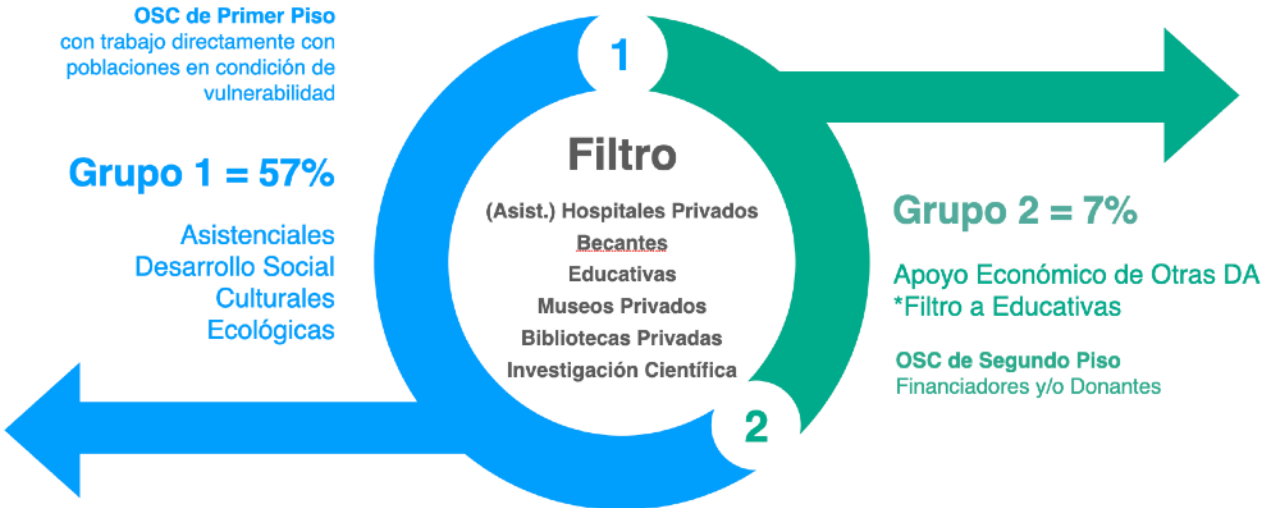 OSC de Primer Piso
con trabajo directamente con
poblaciones en condición de
vulnerabilidad
Grupo 1 = 57%
Asistenciales
Desarrollo Social
Culturales
Ecológicas
1
Filtro
(Asist.) Hospitales Privados
Becantes
Educativas
Museos Privados
Bibliotecas Privadas
Investigación Científica
2
Grupo 2 = 7%
Apoyo Económico de Otras DA
*Filtro a Educativas
OSC de Segundo Piso
Financiadores y/o Donantes